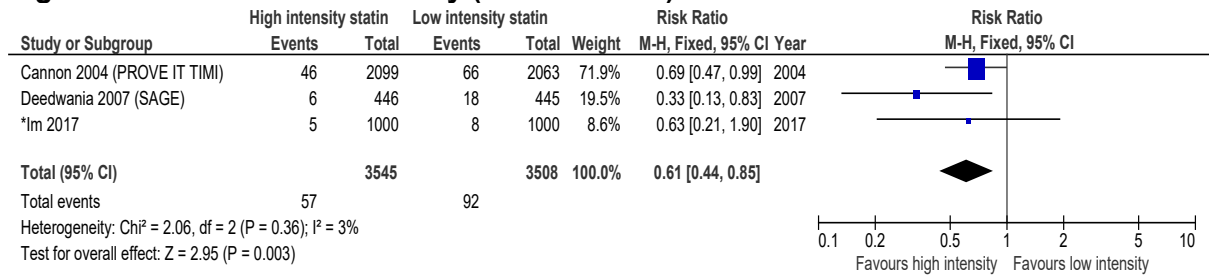 High intensity statin Low intensity statin Risk Ratio Risk Ratio
Study or Subgroup Events Total Events Total Weight M-H, Fixed, 95% CI Year M-H, Fixed, 95% CI
Cannon 2004 (PROVE IT TIMI) 46 2099 66 2063 71.9% 0.69 [0.47, 0.99] 2004
Deedwania 2007 (SAGE) 6 446 18 445 19.5% 0.33 [0.13, 0.83] 2007
*Im 2017 5 1000 8 1000 8.6% 0.63 [0.21, 1.90] 2017
Total (95% CI) 3545 3508 100.0% 0.61 [0.44, 0.85]
Total events 57 92
Heterogeneity: Chi² = 2.06, df = 2 (P = 0.36); I² = 3%
Test for overall effect: Z = 2.95 (P = 0.003)
0.1 0.2 0.5 1 2 5 10
Favours high intensity Favours low intensity